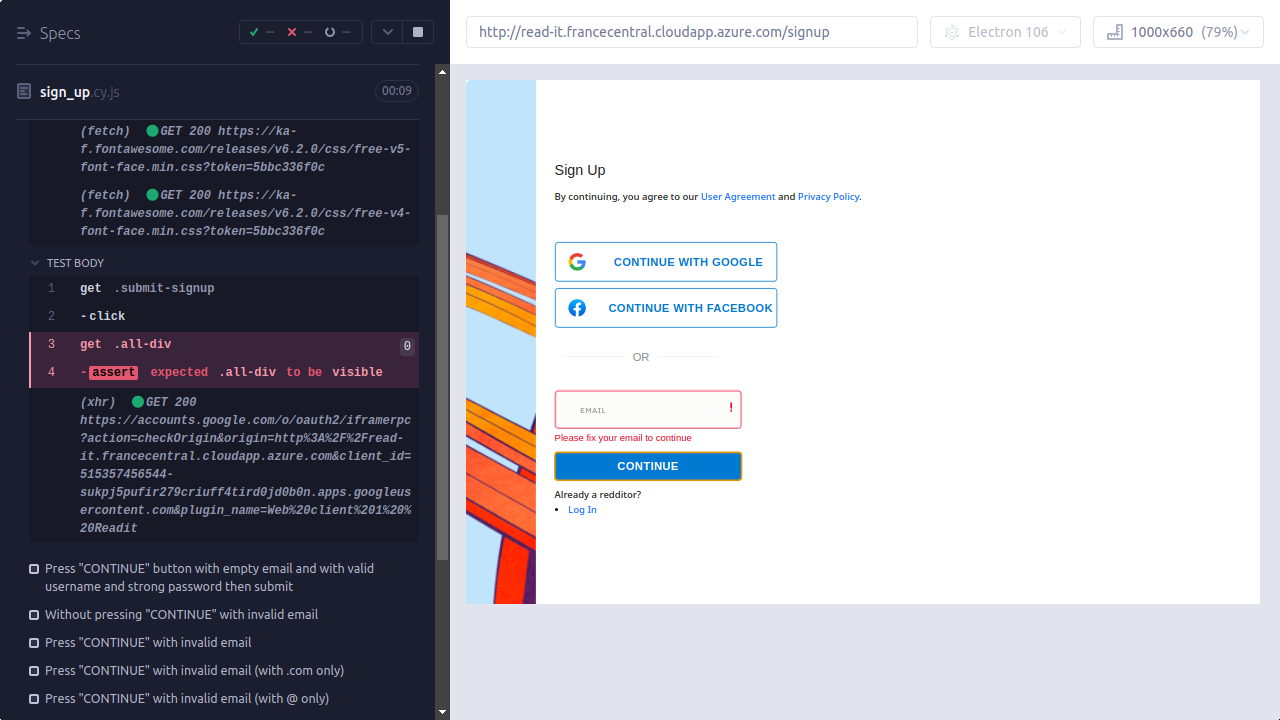 Specs
--
--
--
sign_up.cy.js
00:09
(fetch) GET 200 https://ka-
f.fontawesome.com/releases/v6.2.0/css/free-v5-
font-face.min.css?token=5bbc336f0c
(fetch) GET 200 https://ka-
f.fontawesome.com/releases/v6.2.0/css/free-v4-
font-face.min.css?token=5bbc336f0c
TEST BODY
1 get .submit-signup
2 -click
3 get .all-div 0
4 -assert expected .all-div to be visible
(xhr) GET 200
https://accounts.google.com/o/oauth2/iframerpc
?action=checkOrigin&origin=http%3A%2F%2Fread-
it.francecentral.cloudapp.azure.com&client_id=
515357456544-
sukpj5pufir279criuff4tird0jd0b0n.apps.googleus
ercontent.com&plugin_name=Web%20client%201%20%
20Readit
Press "CONTINUE" button with empty email and with valid
username and strong password then submit
Without pressing "CONTINUE" with invalid email
Press "CONTINUE" with invalid email
Press "CONTINUE" with invalid email (with .com only)
Press "CONTINUE" with invalid email (with @ only)
http://read-it.francecentral.cloudapp.azure.com/signup
Electron 106
1000x660 (79%)
Sign Up
By continuing, you agree to our User Agreement and Privacy Policy.
CONTINUE WITH GOOGLE
CONTINUE WITH FACEBOOK
OR
EMAIL !
Please fix your email to continue
CONTINUE
Already a redditor?
• Log In